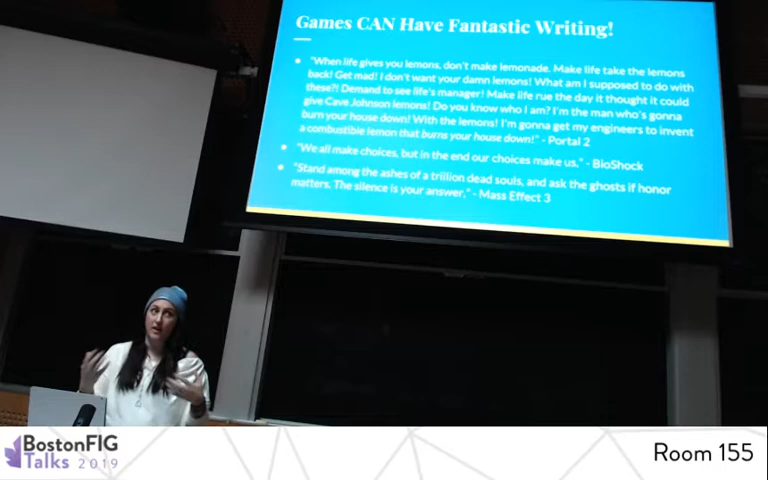 Games CAN Have Fantastic Writing!
● "When life gives you lemons, don't make lemonade. Make life take the lemons
back! Get mad! I don't want your damn lemons! What am I supposed to do with
these?! Demand to see life's manager! Make life rue the day it thought it could
give Cave Johnson lemons! Do you know who I am? I'm the man who's gonna
burn your house down! With the lemons! I'm gonna get my engineers to invent
a combustible lemon that burns your house down!" - Portal 2
● "We all make choices, but in the end our choices make us." - BioShock
● "Stand among the ashes of a trillion dead souls, and ask the ghosts if honor
matters. The silence is your answer." - Mass Effect 3
BostonFIG
Talks 2019
Room 155